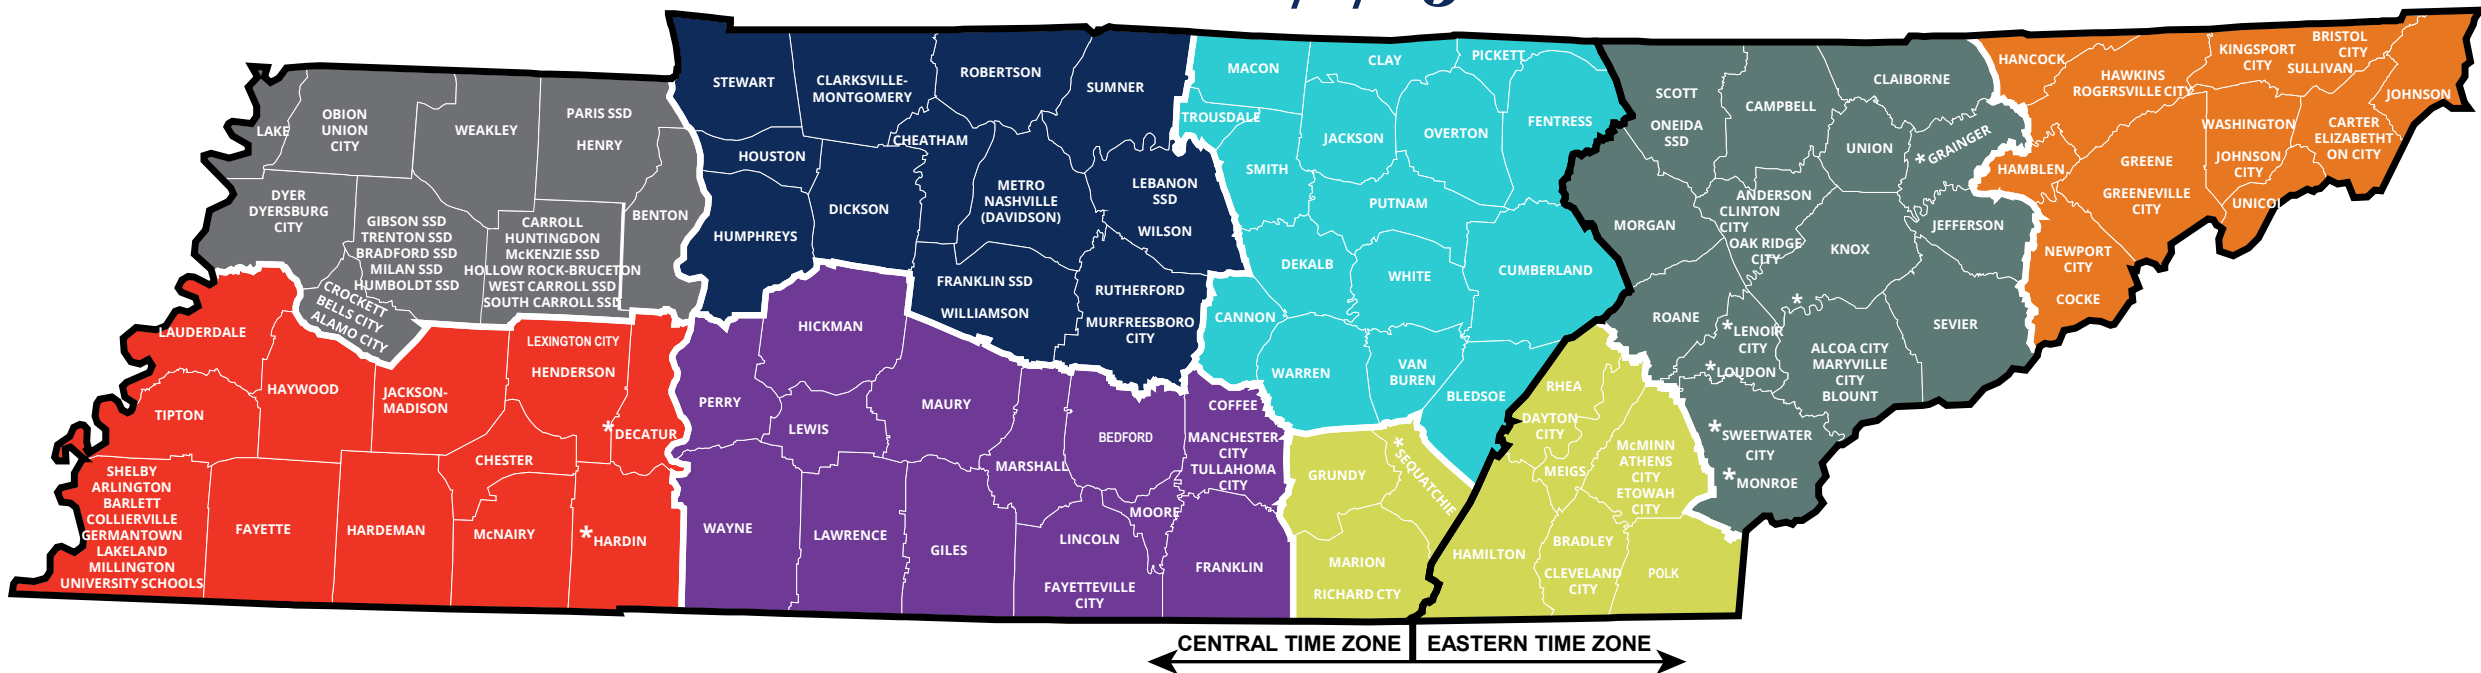 LAKE
OBION
UNION
CITY
WEAKLEY
PARIS SSD
HENRY
DYER
DYERSBURG
CITY
GIBSON SSD
TRENTON SSD
BRADFORD SSD
MILAN SSD
HUMBOLDT SSD
CARROLL
HUNTINGDON
McKENZIE SSD
HOLLOW ROCK-BRUCETON
WEST CARROLL SSD
SOUTH CARROLL SSD
BENTON
CROCKETT
BELLS CITY
ALAMO CITY
LAUDERDALE
HAYWOOD
JACKSON-
MADISON
LEXINGTON CITY
HENDERSON
TIPTON
*DECATUR
CHESTER
SHELBY
ARLINGTON
BARLETT
COLLIERVILLE
GERMANTOWN
LAKELAND
MILLINGTON
UNIVERSITY SCHOOLS
FAYETTE
HARDEMAN
McNAIRY
*HARDIN
STEWART
CLARKSVILLE-
MONTGOMERY
ROBERTSON
SUMNER
CHEATHAM
HOUSTON
HUMPHREYS
DICKSON
METRO
NASHVILLE
(DAVIDSON)
LEBANON
SSD
WILSON
FRANKLIN SSD
WILLIAMSON
RUTHERFORD
MURFREESBORO
CITY
HICKMAN
PERRY
LEWIS
MAURY
MARSHALL
BEDFORD
COFFEE
MANCHESTER
CITY
TULLAHOMA
CITY
WAYNE
LAWRENCE
GILES
LINCOLN
FAYETTEVILLE
CITY
MOORE
FRANKLIN
MACON
CLAY
PICKETT
TROUSDALE
JACKSON
OVERTON
FENTRESS
SMITH
PUTNAM
DEKALB
WHITE
CUMBERLAND
CANNON
WARREN
VAN
BUREN
BLEDSOE
GRUNDY
*SEQUATCHIE
MARION
RICHARD CTY
RHEA
DAYTON
CITY
MEIGS
McMINN
ATHENS
CITY
ETOWAH
CITY
HAMILTON
BRADLEY
CLEVELAND
CITY
POLK
SCOTT
ONEIDA
SSD
CAMPBELL
CLAIBORNE
UNION
*GRAINGER
MORGAN
ANDERSON
CLINTON
CITY
OAK RIDGE
CITY
KNOX
JEFFERSON
ROANE
*
*LENOIR
CITY
*LOUDON
ALCOA CITY
MARYVILLE
CITY
BLOUNT
SEVIER
*SWEETWATER
CITY
*MONROE
HANCOCK
HAWKINS
ROGERSVILLE CITY
KINGSPORT
CITY
BRISTOL
CITY
SULLIVAN
JOHNSON
WASHINGTON
JOHNSON
CITY
CARTER
ELIZABETHT
ON CITY
HAMBLEN
GREENE
GREENEVILLE
CITY
UNICOI
NEWPORT
CITY
COCKE
CENTRAL TIME ZONE
EASTERN TIME ZONE